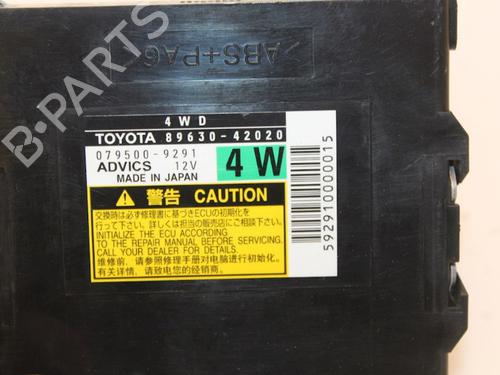 >ABS+PA6<
B-PARTS
4WD
TOYOTA 89630-42020
079500-9291
ADVICS 12V
MADE IN JAPAN
4W
警告 CAUTION
交換時は必ず修理書に基づきECUの初期化を
行って下さい。詳しくは担当の販売店にご相談下さい。
INITIALIZE THE ECU ACCORDING
TO THE REPAIR MANUAL BEFORE SERVICING.
CALL YOUR DEALER FOR DETAILS.
维修前,请参照修理手册对电脑进行初始化。
有关详情,请致电您的经销商。
592910000015